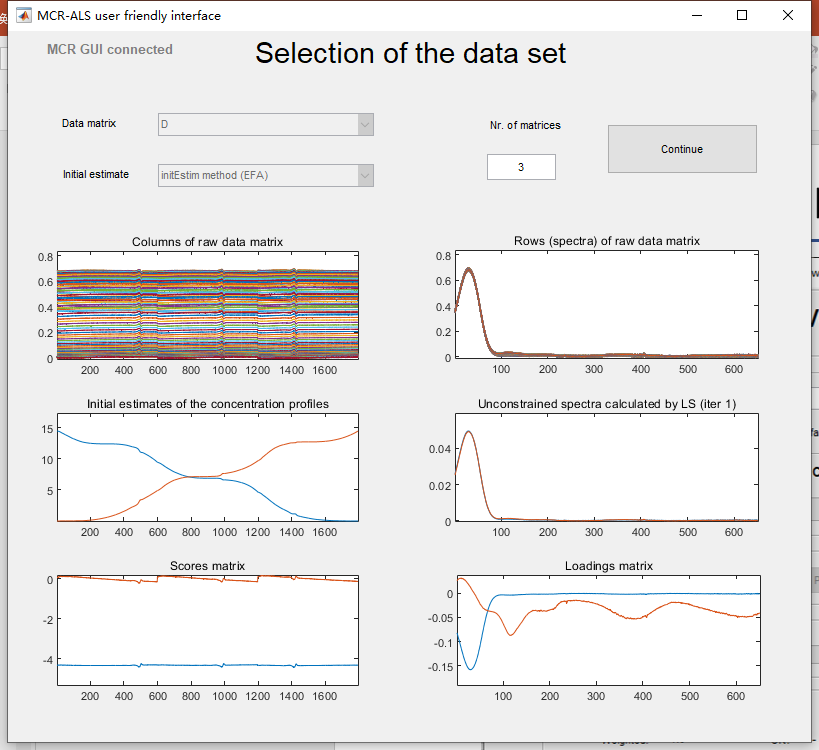 MCR-ALS user friendly interface
MCR GUI connected
Selection of the data set
Data matrix
D
Nr. of matrices
3
Continue
Initial estimate
initEstim method (EFA)
Columns of raw data matrix
0.8
0.6
0.4
0.2
0
200 400 600 800 1000 1200 1400 1600
Rows (spectra) of raw data matrix
0.8
0.6
0.4
0.2
0
100 200 300 400 500 600
Initial estimates of the concentration profiles
15
10
5
200 400 600 800 1000 1200 1400 1600
Unconstrained spectra calculated by LS (iter 1)
0.04
0.02
0
100 200 300 400 500 600
Scores matrix
0
-2
-4
200 400 600 800 1000 1200 1400 1600
Loadings matrix
0
-0.05
-0.1
-0.15
100 200 300 400 500 600